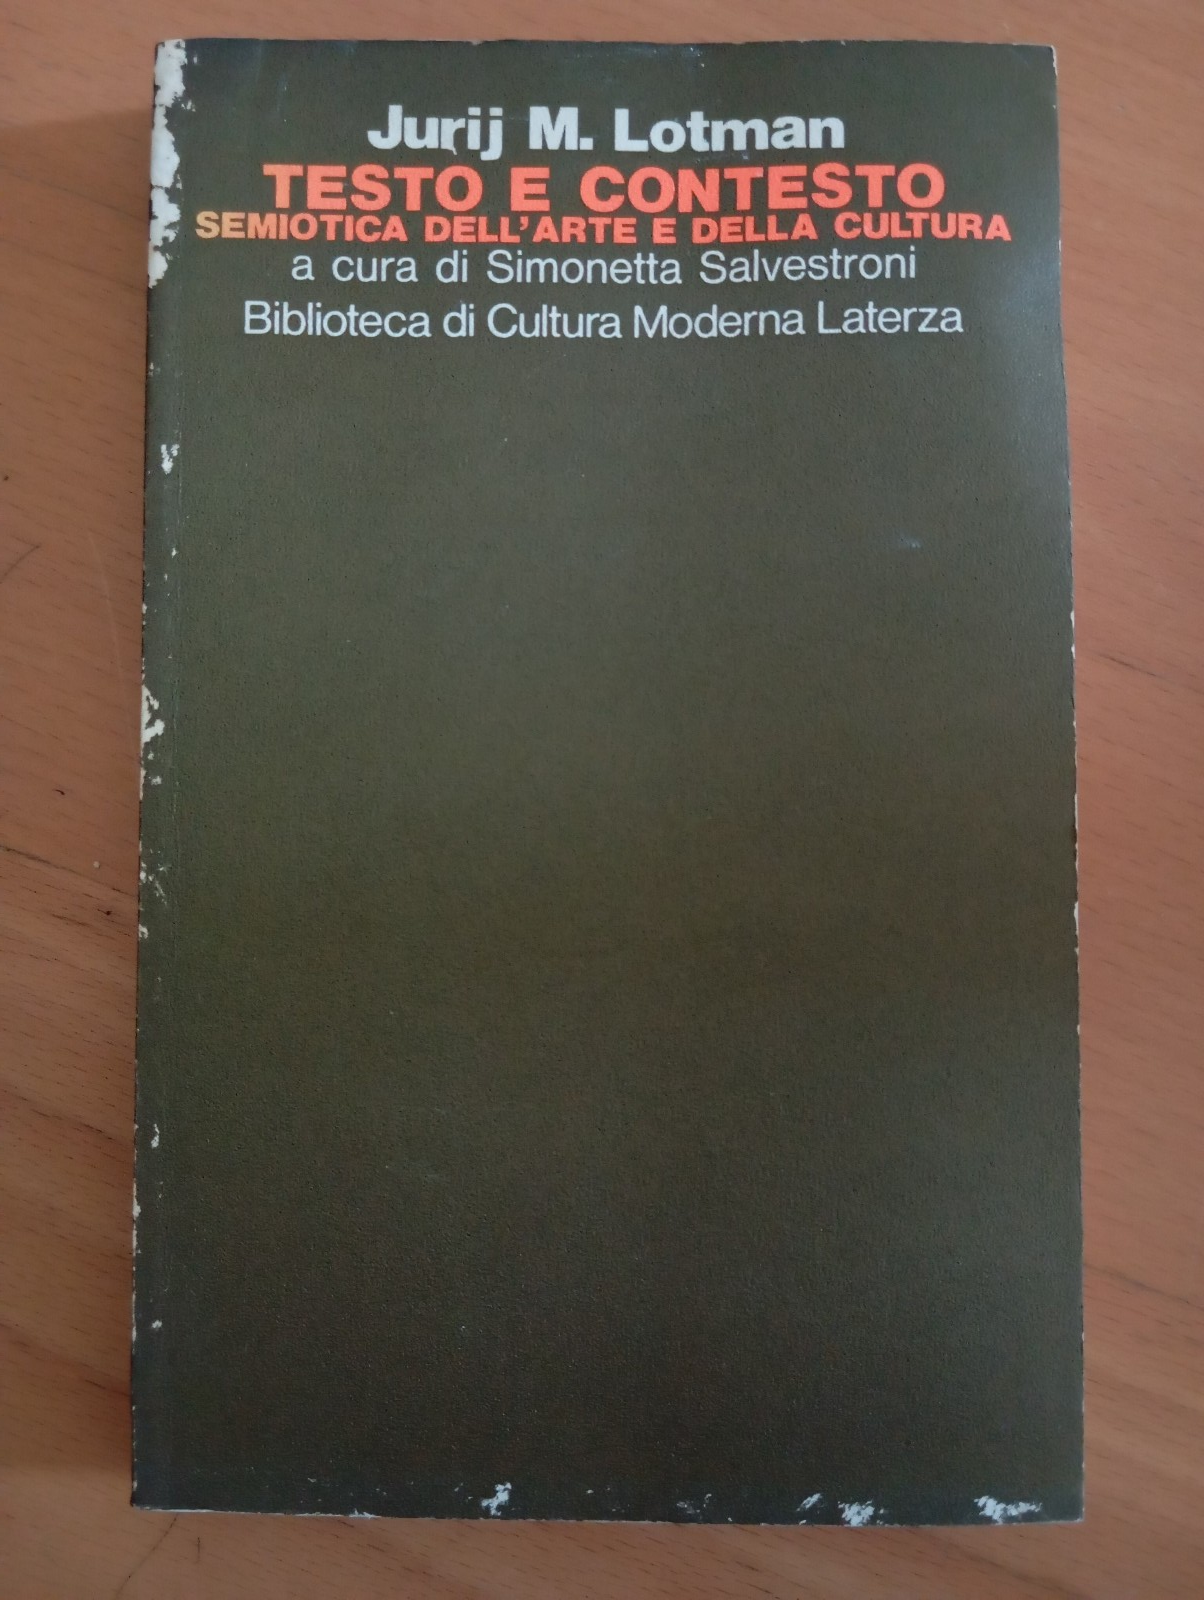 Jurij M. Lotman
TESTO E CONTESTO
SEMIOTICA DELL'ARTE E DELLA CULTURA
a cura di Simonetta Salvestroni
Biblioteca di Cultura Moderna Laterza